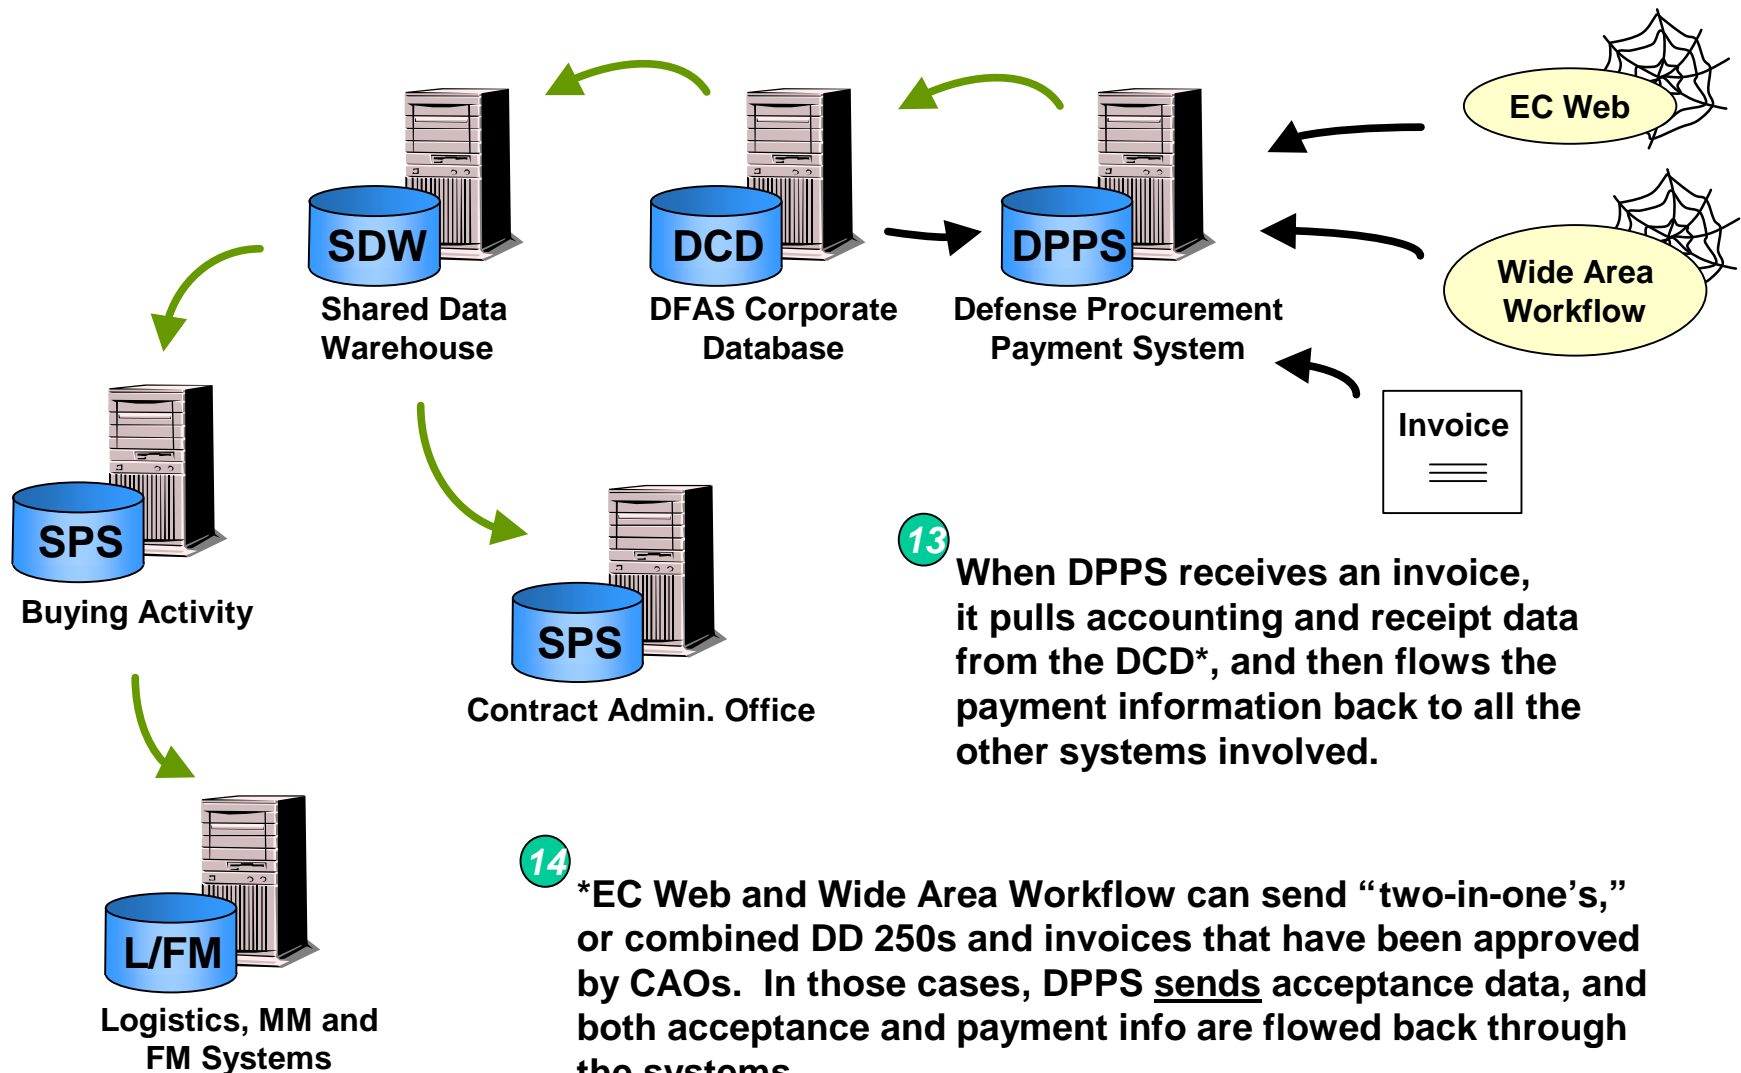 EC Web
SDW
DCD
DPPS
Wide Area
Workflow
Shared Data
Warehouse
DFAS Corporate
Database
Defense Procurement
Payment System
Invoice
SPS
Buying Activity
SPS
Contract Admin. Office
13
When DPPS receives an invoice,
it pulls accounting and receipt data
from the DCD*, and then flows the
payment information back to all the
other systems involved.
L/FM
Logistics, MM and
FM Systems
14
*EC Web and Wide Area Workflow can send “two-in-one's,”
or combined DD 250s and invoices that have been approved
by CAOs.  In those cases, DPPS sends acceptance data, and
both acceptance and payment info are flowed back through
the systems